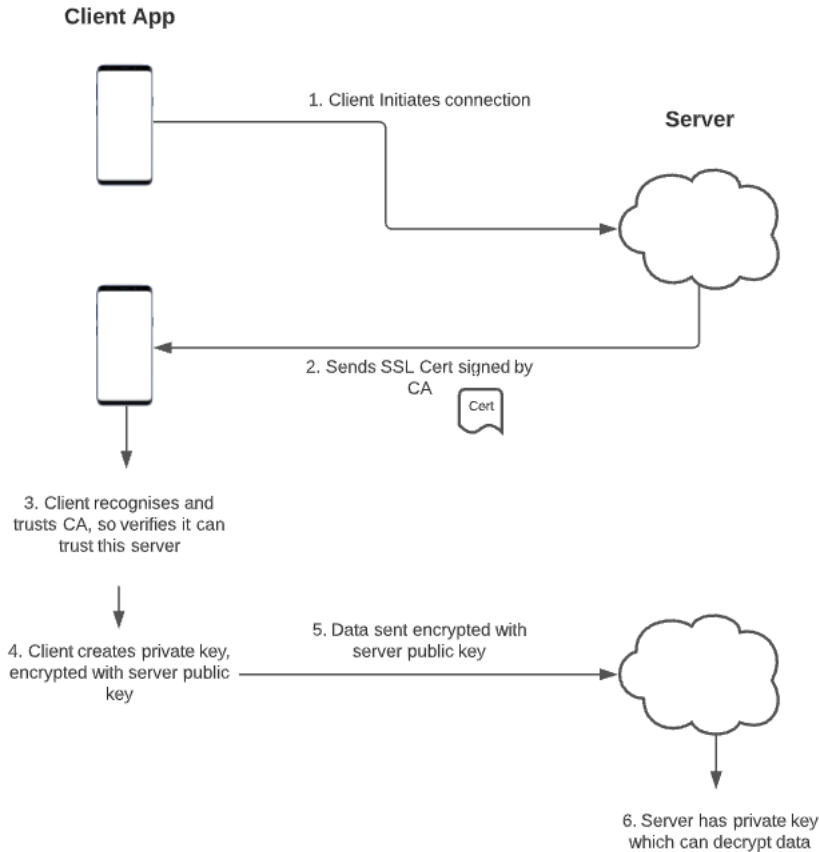 Client App
1. Client Initiates connection
Server
2. Sends SSL Cert signed by
CA
Cert
3. Client recognises and
trusts CA, so verifies it can
trust this server
4. Client creates private key,
encrypted with server public
key
5. Data sent encrypted with
server public key
6. Server has private key
which can decrypt data